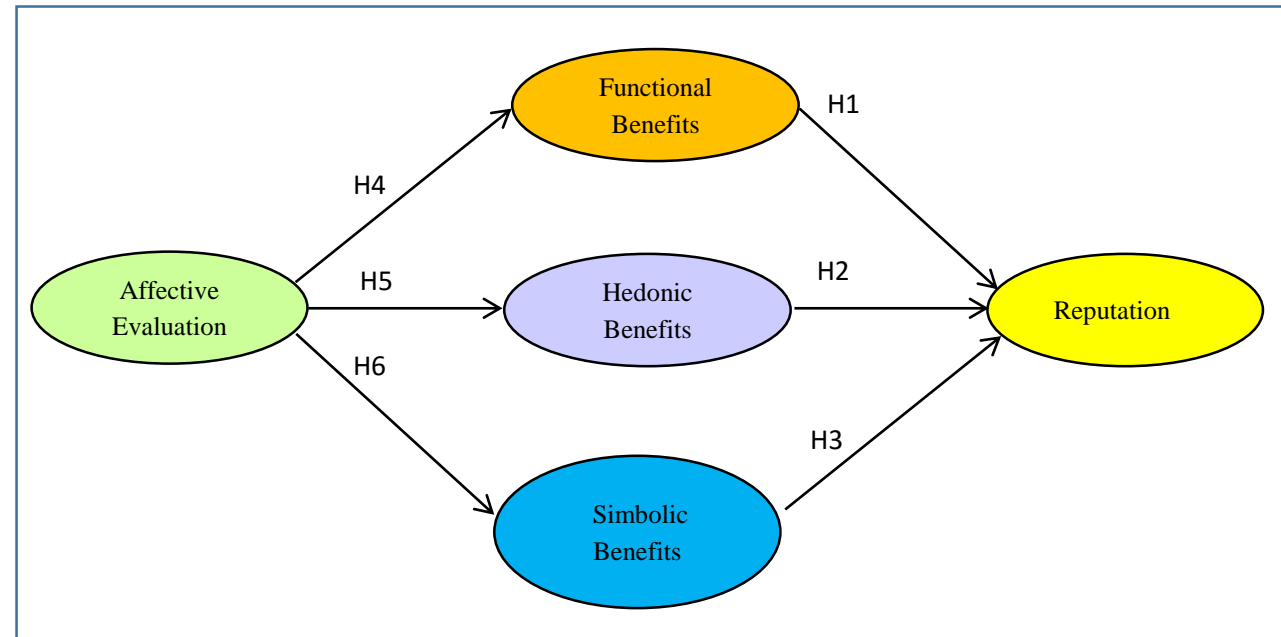 Functional
Benefits
H1
H4
Affective
Evaluation
H5
Hedonic
Benefits
H2
Reputation
H6
H3
Simbolic
Benefits